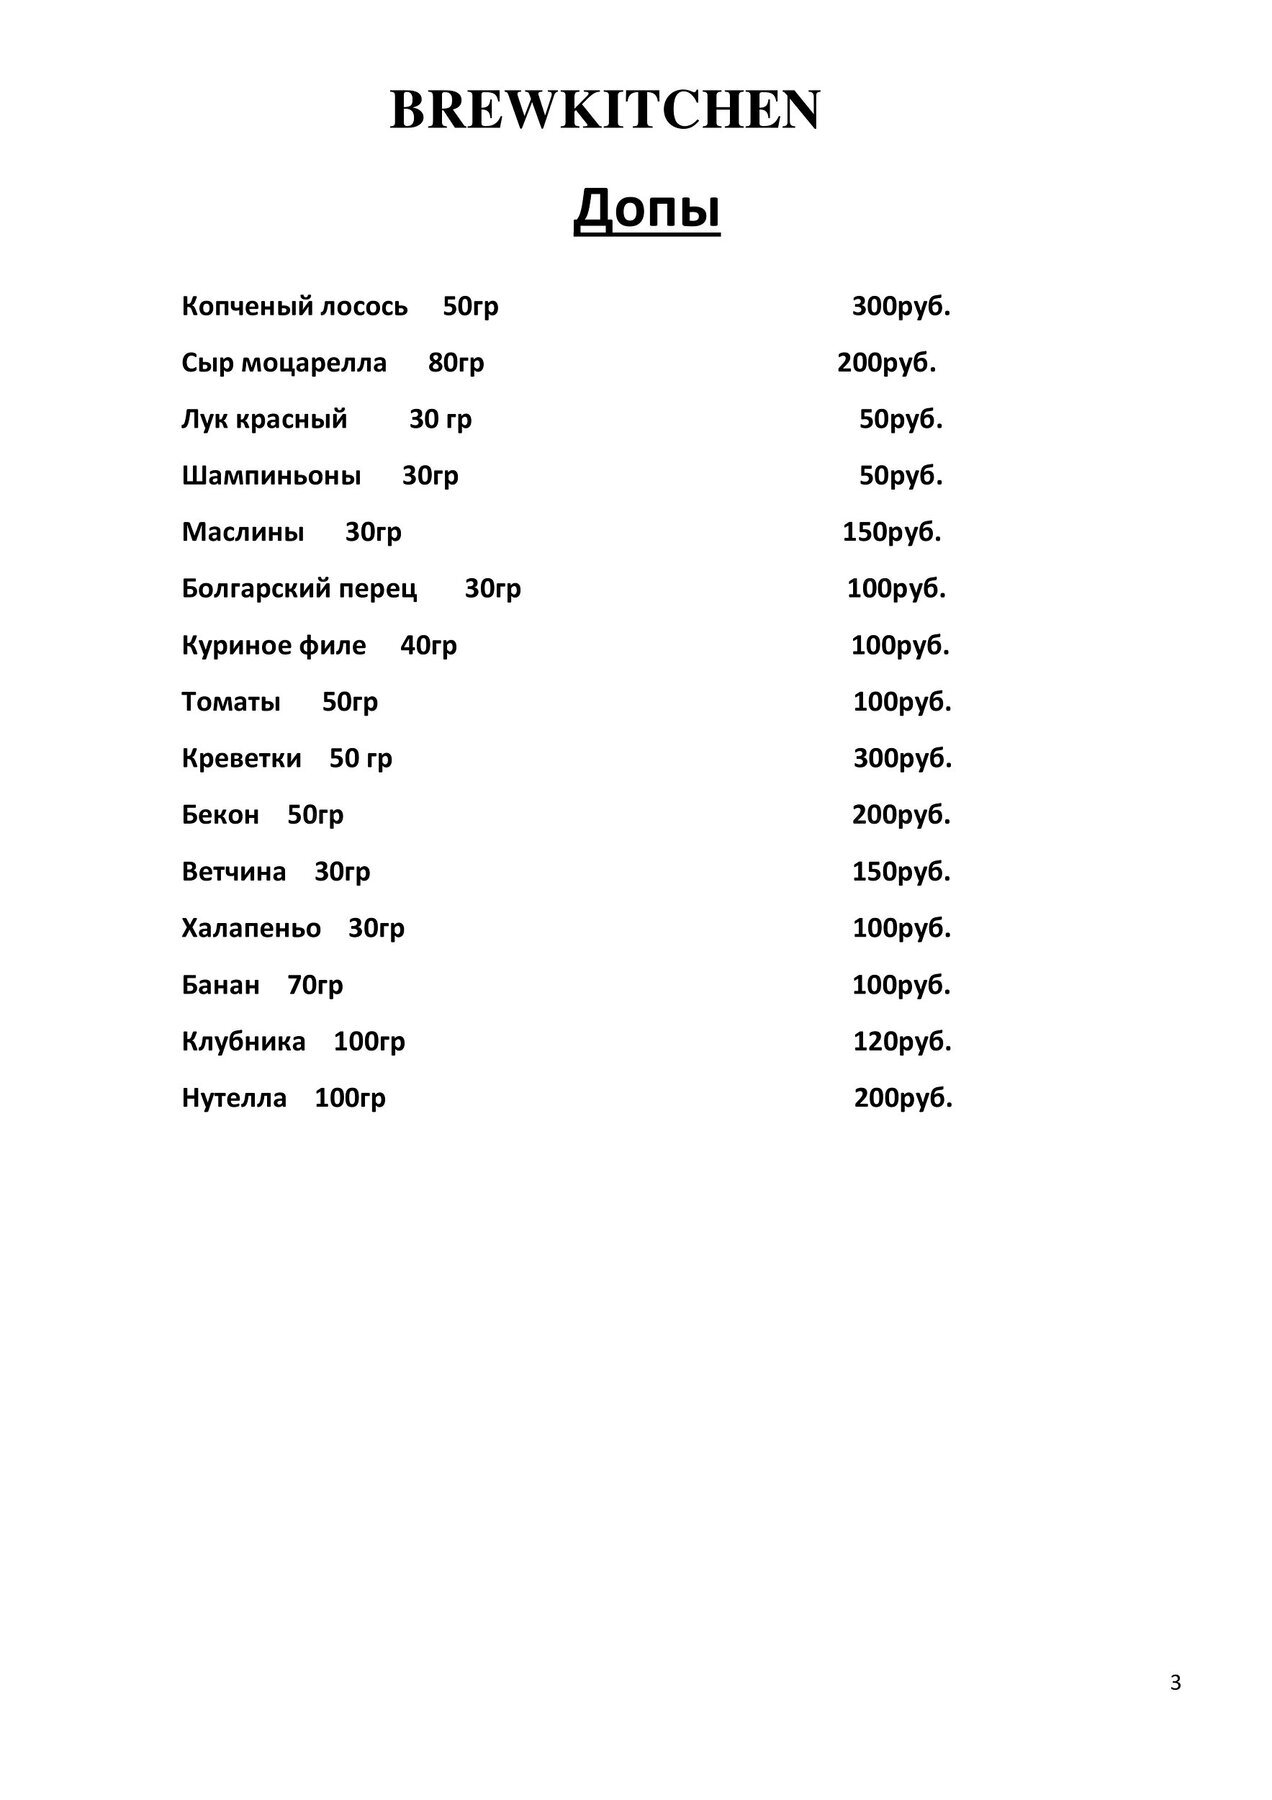 BREWKITCHEN
Допы
Копченый лосось 50гр 300руб.
Сыр моцарелла 80гр 200руб.
Лук красный 30 гр 50руб.
Шампиньоны 30гр 50руб.
Маслины 30гр 150руб.
Болгарский перец 30гр 100руб.
Куриное филе 40гр 100руб.
Томаты 50гр 100руб.
Креветки 50 гр 300руб.
Бекон 50гр 200руб.
Ветчина 30гр 150руб.
Халапеньо 30гр 100руб.
Банан 70гр 100руб.
Клубника 100гр 120руб.
Нутелла 100гр 200руб.
3